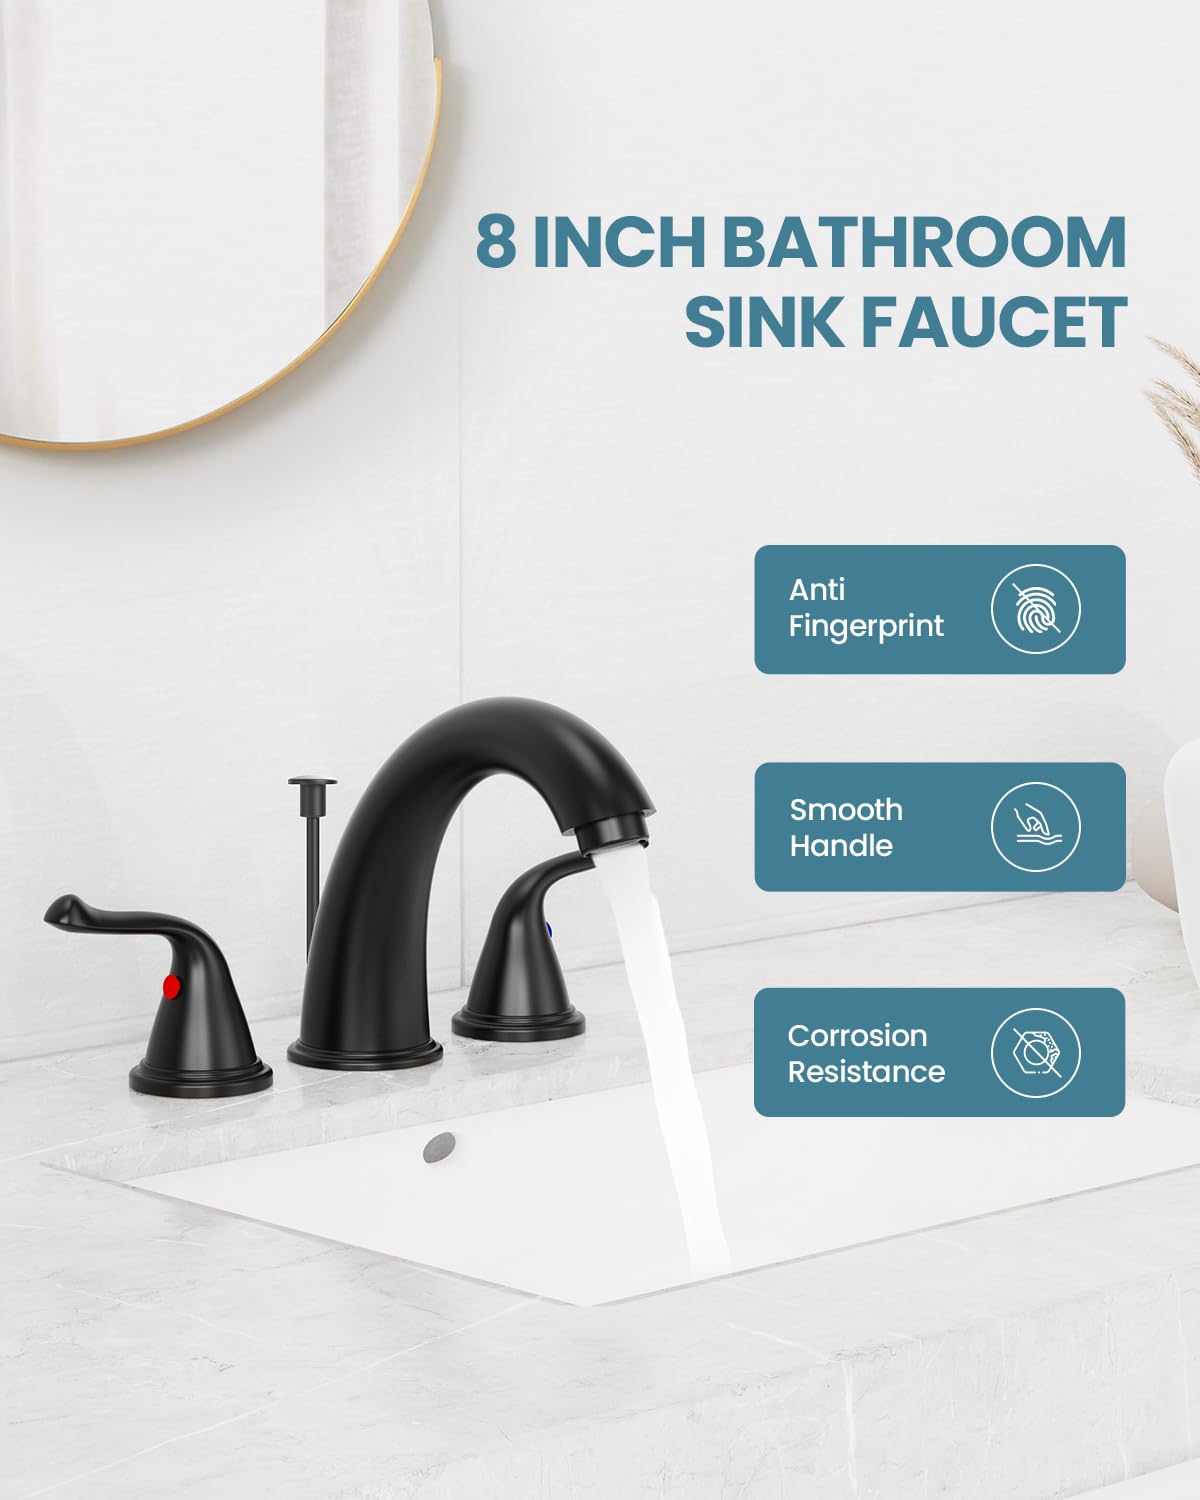 8 INCH BATHROOM
SINK FAUCET
Anti
Fingerprint
Smooth
Handle
Corrosion
Resistance